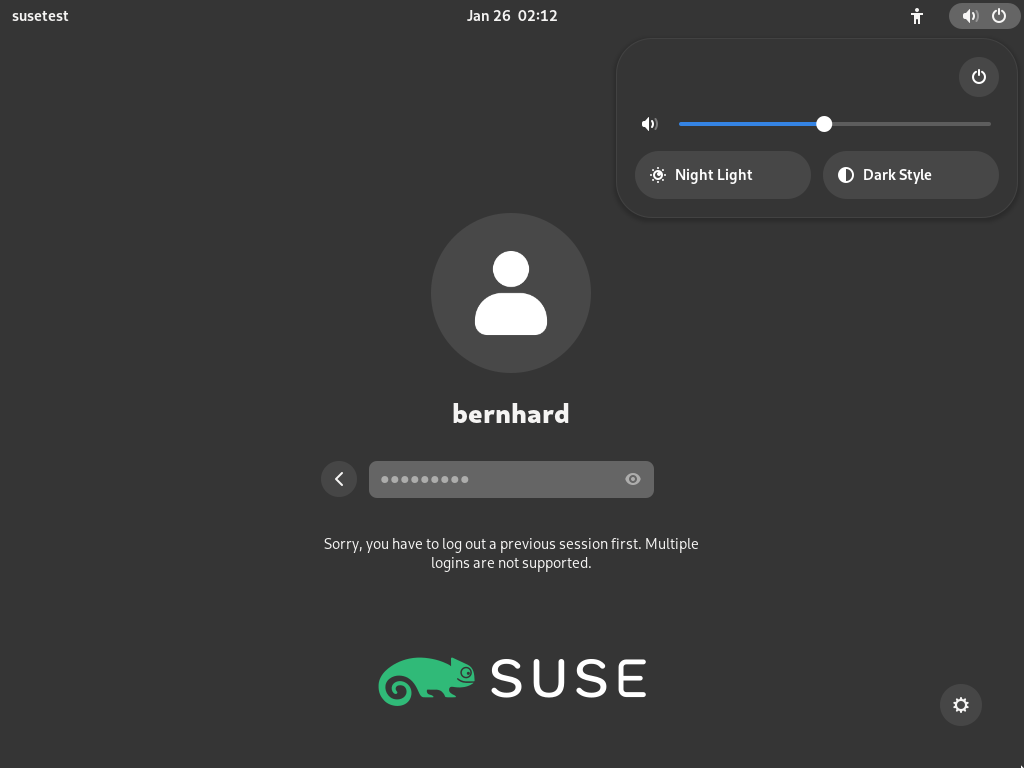 susetest
Jan 26 02:12
Night Light
Dark Style
bernhard
Sorry, you have to log out a previous session first. Multiple
logins are not supported.
SUSE